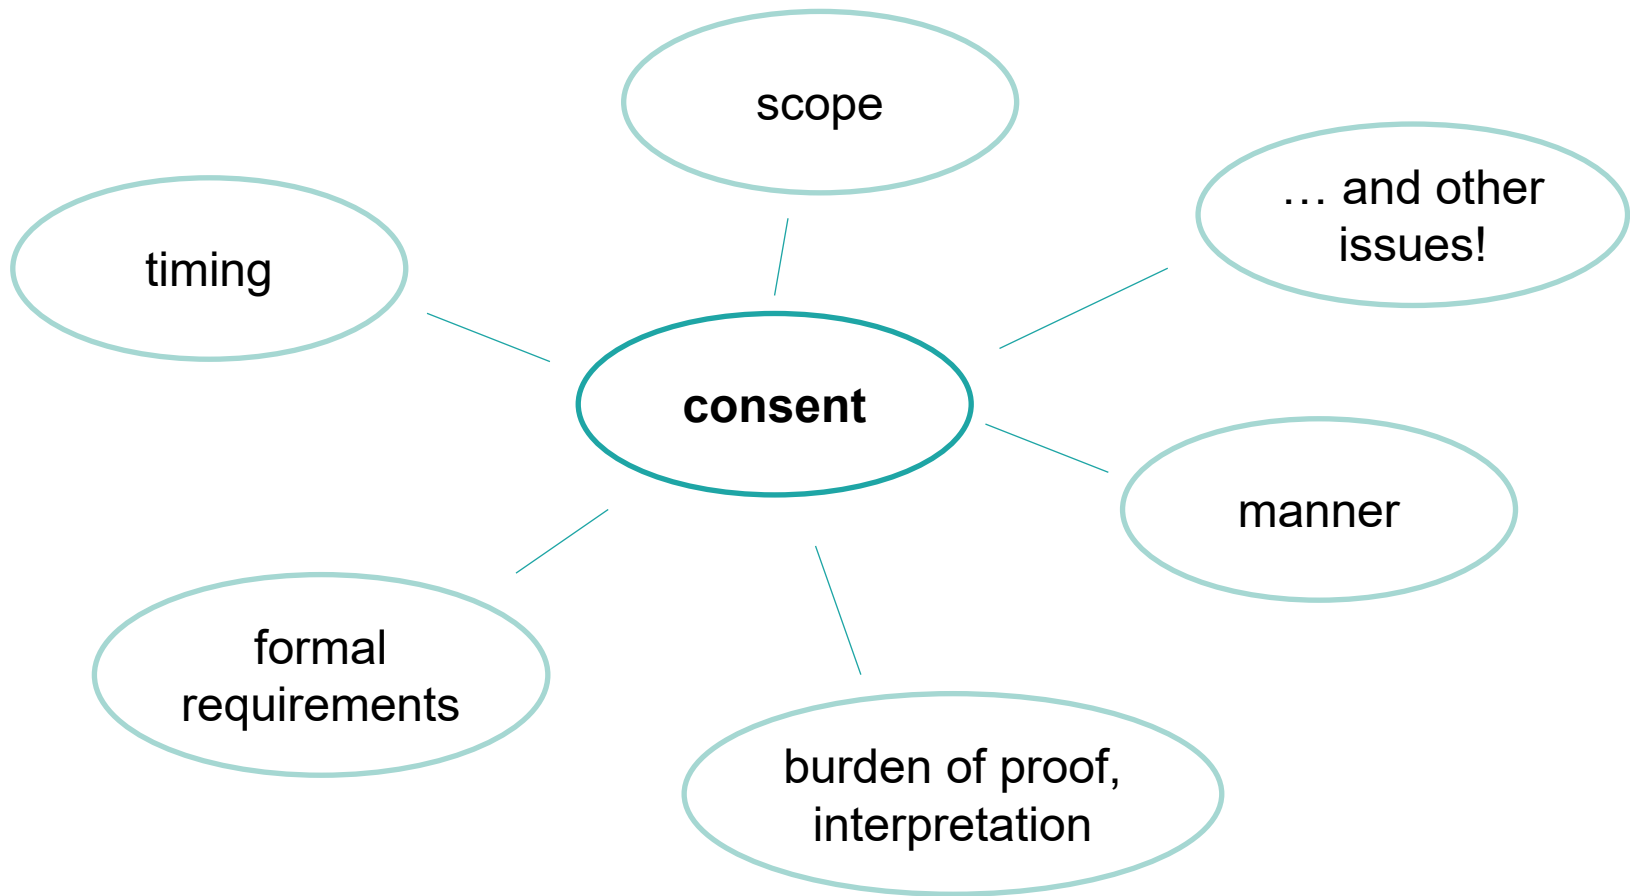 scope
… and other
issues!
timing
consent
manner
formal
requirements
burden of proof,
interpretation